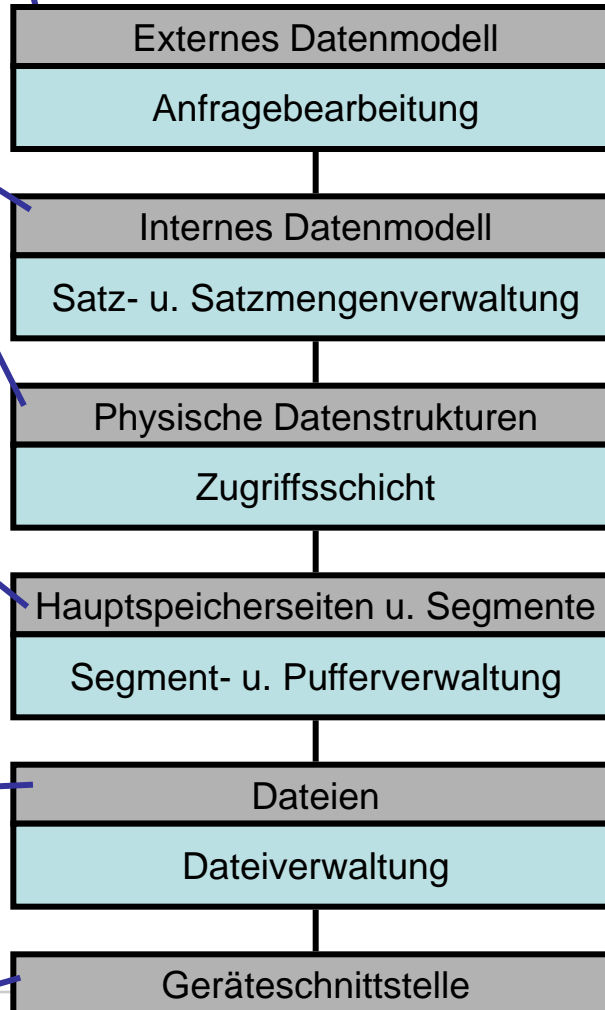 Externes Datenmodell
Anfragebearbeitung
Internes Datenmodell
Satz- u. Satzmengenverwaltung
Physische Datenstrukturen
Zugriffsschicht
Hauptspeicherseiten u. Segmente
Segment- u. Pufferverwaltung
Dateien
Dateiverwaltung
Geräteschnittstelle